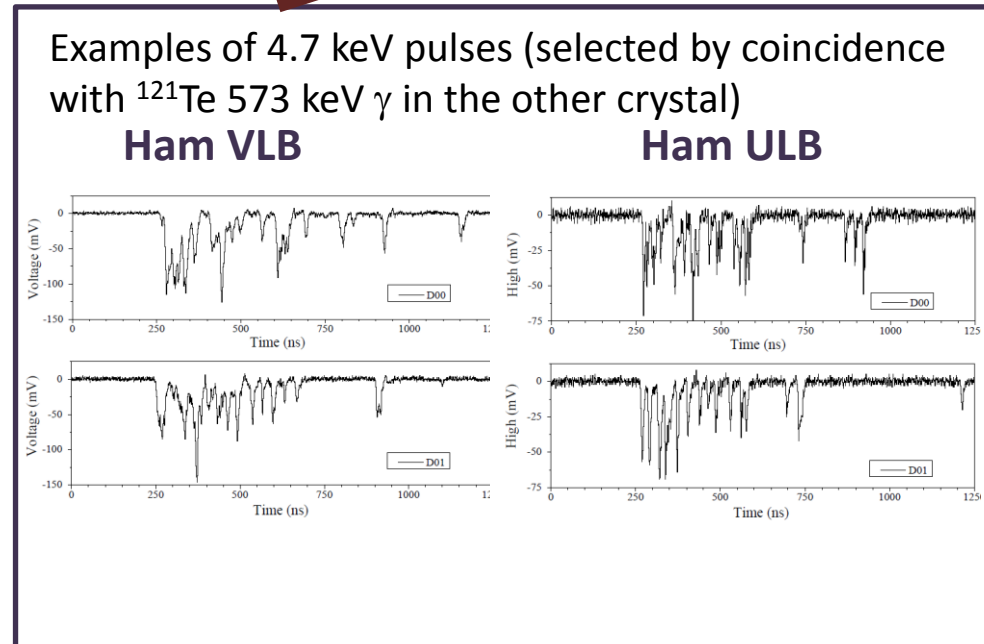 Examples of 4.7 keV pulses (selected by coincidence
with ¹²¹Te 573 keV γ in the other crystal)
Ham VLB
Ham ULB
Voltage (mV)
0
-50
-100
-150
D00
0 250 500 750 1000 12
Time (ns)
High (mV)
0
-25
-50
-75
D00
0 250 500 750 1000 1250
Time (ns)
Voltage (mV)
0
-50
-100
-150
D01
0 250 500 750 1000 12
Time (ns)
High (mV)
0
-25
-50
-75
D01
0 250 500 750 1000 1250
Time (ns)